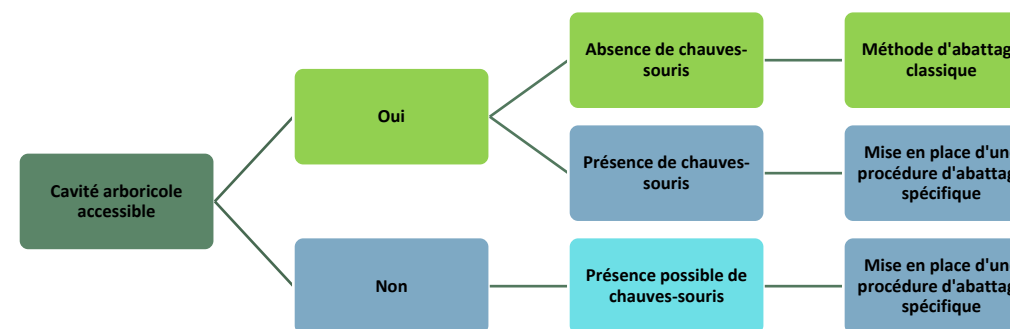 Cavité arboricole
accessible
Oui
Absence de chauves-
souris
Méthode d'abattag
classique
Présence de chauves-
souris
Mise en place d'un
procédure d'abattag
spécifique
Non
Présence possible de
chauves-souris
Mise en place d'un
procédure d'abattag
spécifique